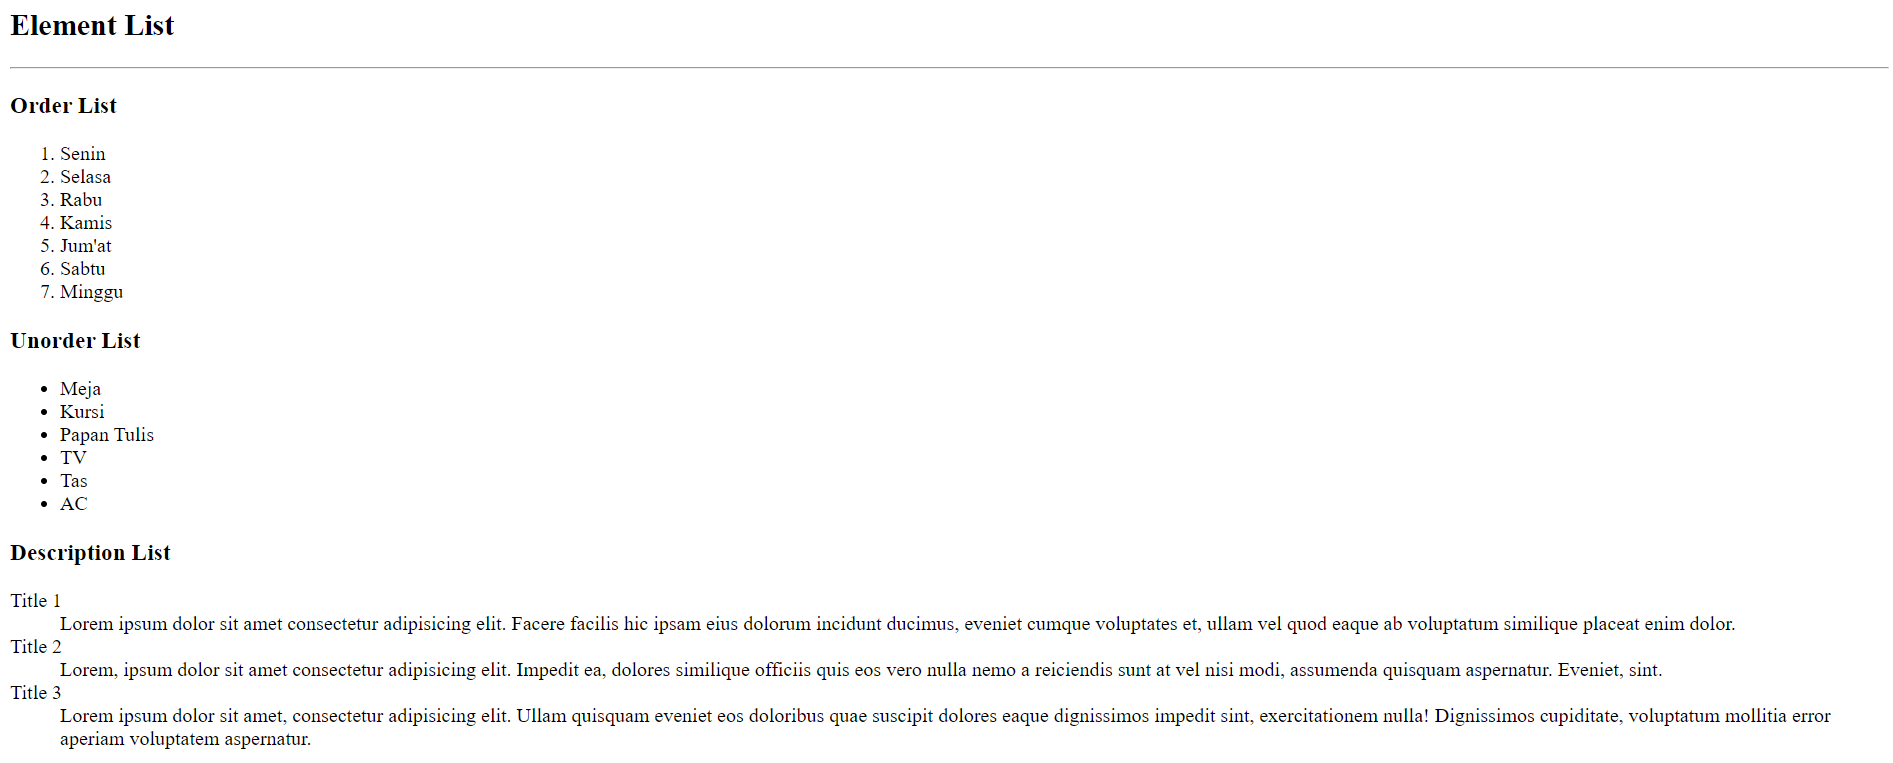 Element List
Order List
1. Senin
2. Selasa
3. Rabu
4. Kamis
5. Jum'at
6. Sabtu
7. Minggu
Unorder List
• Meja
• Kursi
• Papan Tulis
• TV
• Tas
• AC
Description List
Title 1
Lorem ipsum dolor sit amet consectetur adipisicing elit. Facere facilis hic ipsam eius dolorum incidunt ducimus, eveniet cumque voluptates et, ullam vel quod eaque ab voluptatum similique placeat enim dolor.
Title 2
Lorem, ipsum dolor sit amet consectetur adipisicing elit. Impedit ea, dolores similique officiis quis eos vero nulla nemo a reiciendis sunt at vel nisi modi, assumenda quisquam aspernatur. Eveniet, sint.
Title 3
Lorem ipsum dolor sit amet, consectetur adipisicing elit. Ullam quisquam eveniet eos doloribus quae suscipit dolores eaque dignissimos impedit sint, exercitationem nulla! Dignissimos cupiditate, voluptatum mollitia error
aperiam voluptatem aspernatur.